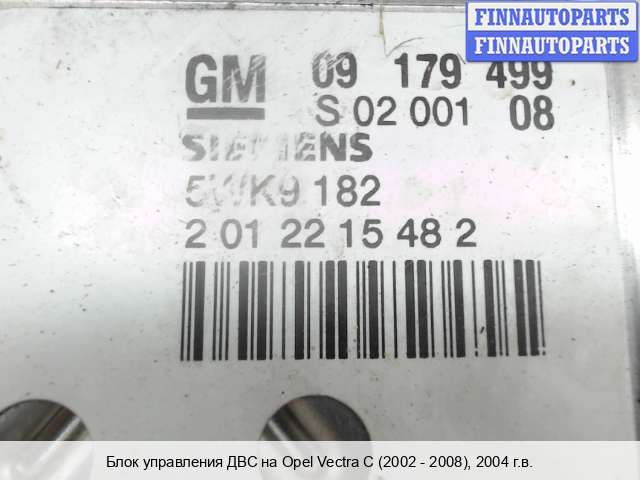 FINNAUTOPARTS
FINNAUTOPARTS
GM 09 179 499
S 02 001 08
SIEMENS
5WK9 182
2 01 22 15 48 2
Блок управления ДВС на Opel Vectra C (2002 - 2008), 2004 г.в.